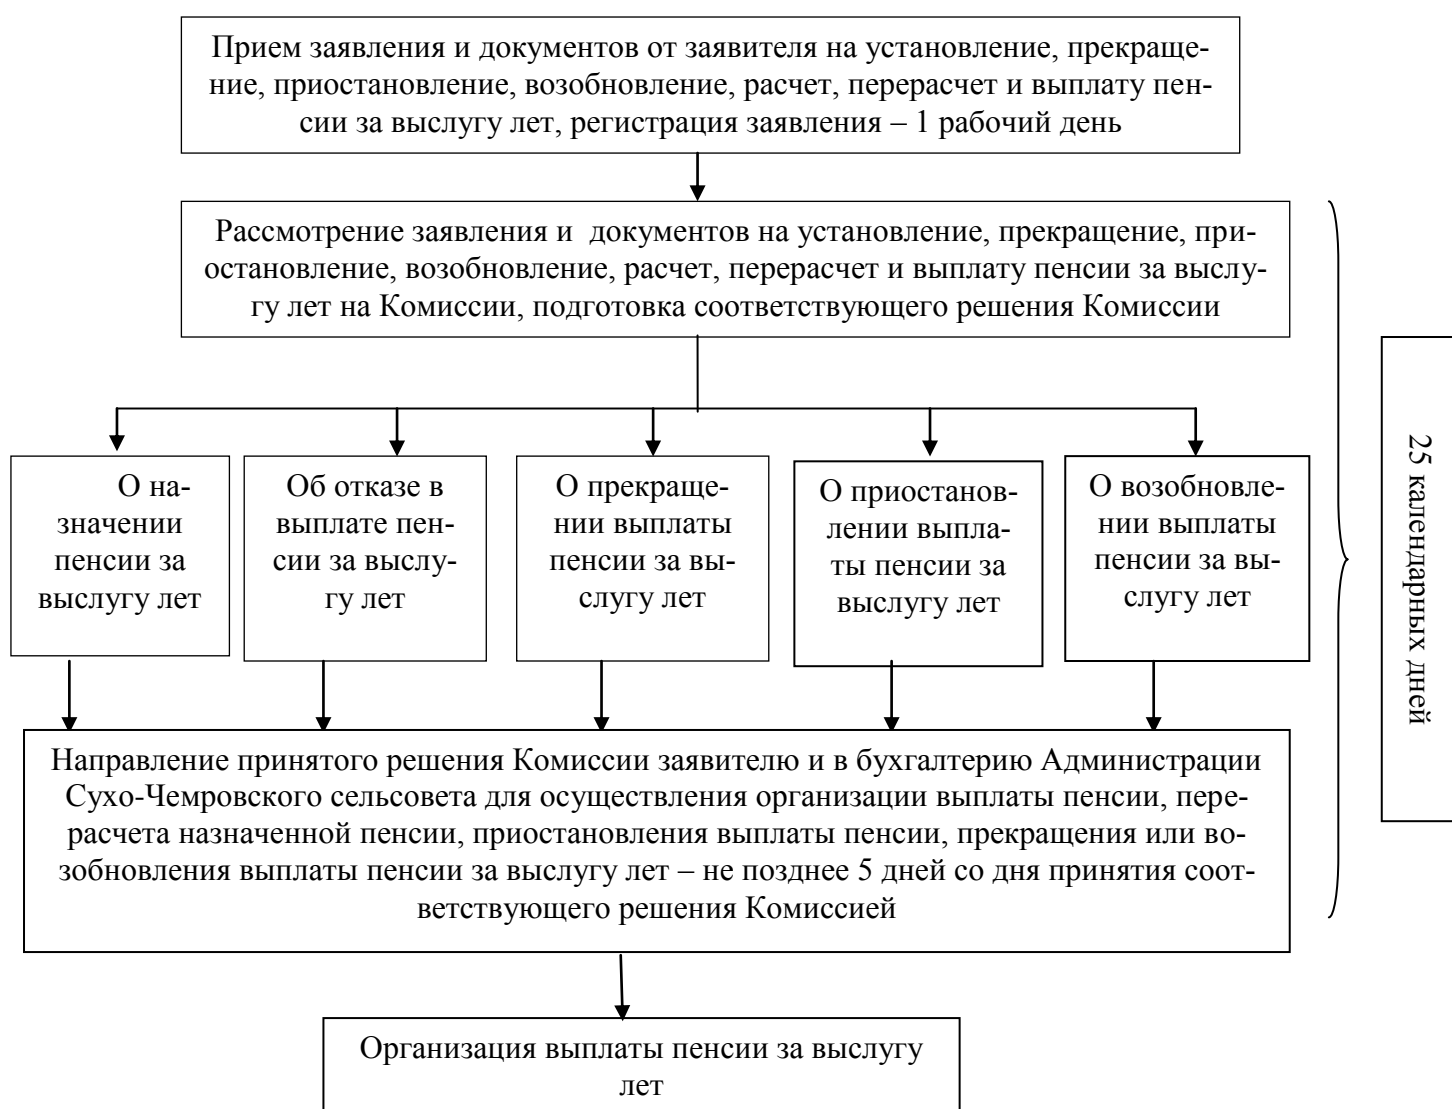 Прием заявления и документов от заявителя на установление, прекраще-
ние, приостановление, возобновление, расчет, перерасчет и выплату пен-
сии за выслугу лет, регистрация заявления – 1 рабочий день
Рассмотрение заявления и документов на установление, прекращение, при-
остановление, возобновление, расчет, перерасчет и выплату пенсии за выслу-
гу лет на Комиссии, подготовка соответствующего решения Комиссии
О на-
значении
пенсии за
выслугу лет
Об отказе в
выплате пен-
сии за выслу-
гу лет
О прекраще-
нии выплаты
пенсии за вы-
слугу лет
О приостанов-
лении выпла-
ты пенсии за
выслугу лет
О возобновле-
нии выплаты
пенсии за вы-
слугу лет
25 календарных дней
Направление принятого решения Комиссии заявителю и в бухгалтерию Администрации
Сухо-Чемровского сельсовета для осуществления организации выплаты пенсии, пере-
расчета назначенной пенсии, приостановления выплаты пенсии, прекращения или во-
зобновления выплаты пенсии за выслугу лет – не позднее 5 дней со дня принятия соот-
ветствующего решения Комиссией
Организация выплаты пенсии за выслугу
лет